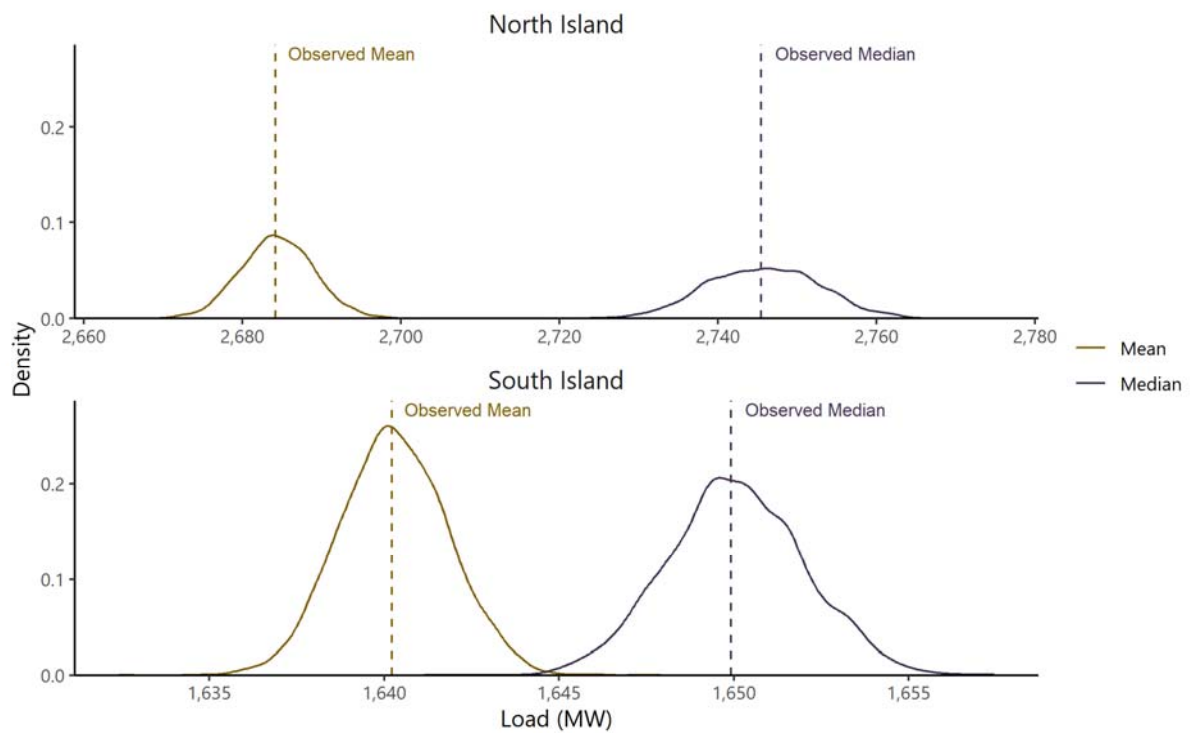 North Island
Observed Mean
Observed Median
0.2
0.1
0.0
2,660 2,680 2,700 2,720 2,740 2,760 2,780
Density
Mean
Median
South Island
Observed Mean
Observed Median
0.2
0.1
0.0
1,635 1,640 1,645 1,650 1,655
Load (MW)